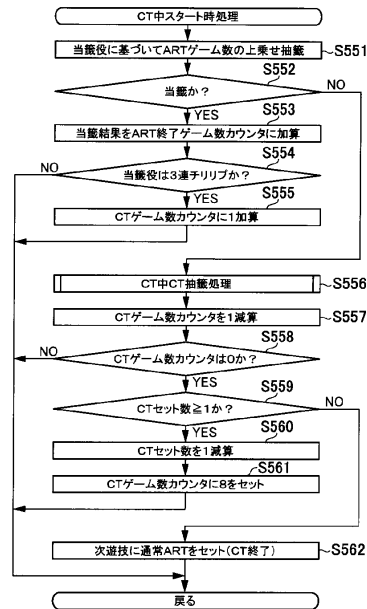 CT中スタート時処理
当籤役に基づいてARTゲーム数の上乗せ抽籤
S551
S552
当籤か？
YES
S553
当籤結果をART終了ゲーム数カウンタに加算
S554
NO
当籤役は3連チリリプか？
YES
S555
CTゲーム数カウンタに1加算
CT中CT抽籤処理
S556
CTゲーム数カウンタを1減算
S557
S558
NO
CTゲーム数カウンタは0か？
YES
S559
NO
CTセット数≧1か？
YES
S560
CTセット数を1減算
S561
CTゲーム数カウンタに8をセット
次遊技に通常ARTをセット(CT終了)
S562
戻る